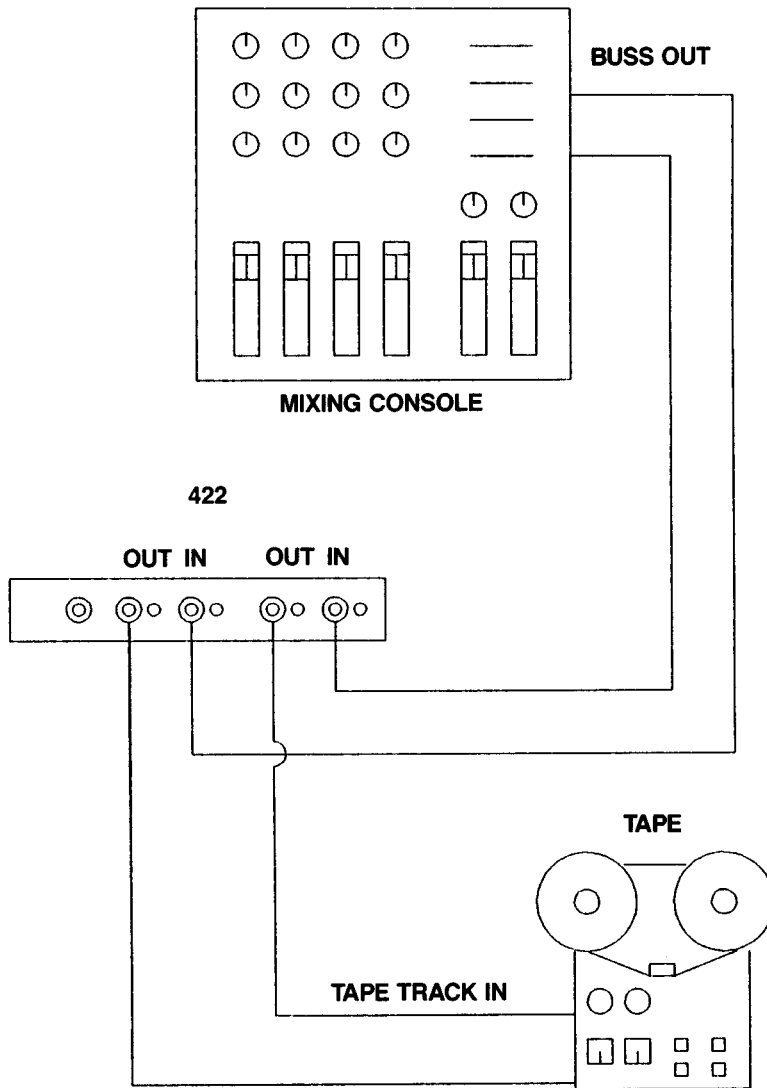 BUSS OUT
MIXING CONSOLE
422
OUT IN OUT IN
TAPE
TAPE TRACK IN